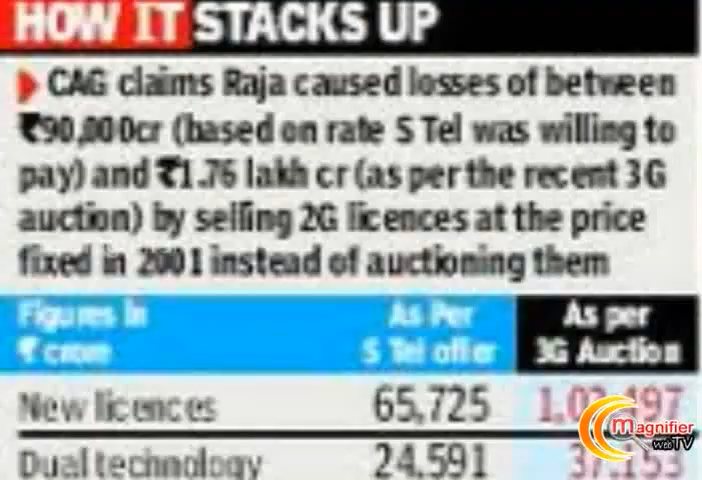 HOW IT STACKS UP
CAG claims Raja caused losses of between
₹90,000cr (based on rate S Tel was willing to
pay) and ₹1.76 lakh cr (as per the recent 3G
auction) by selling 2G licences at the price
fixed in 2001 instead of auctioning them
Figures in
₹ crore
As Per
S Tel offer
As per
3G Auction
New licences 65,725
Dual technology 24,591
Magnifier
webTV